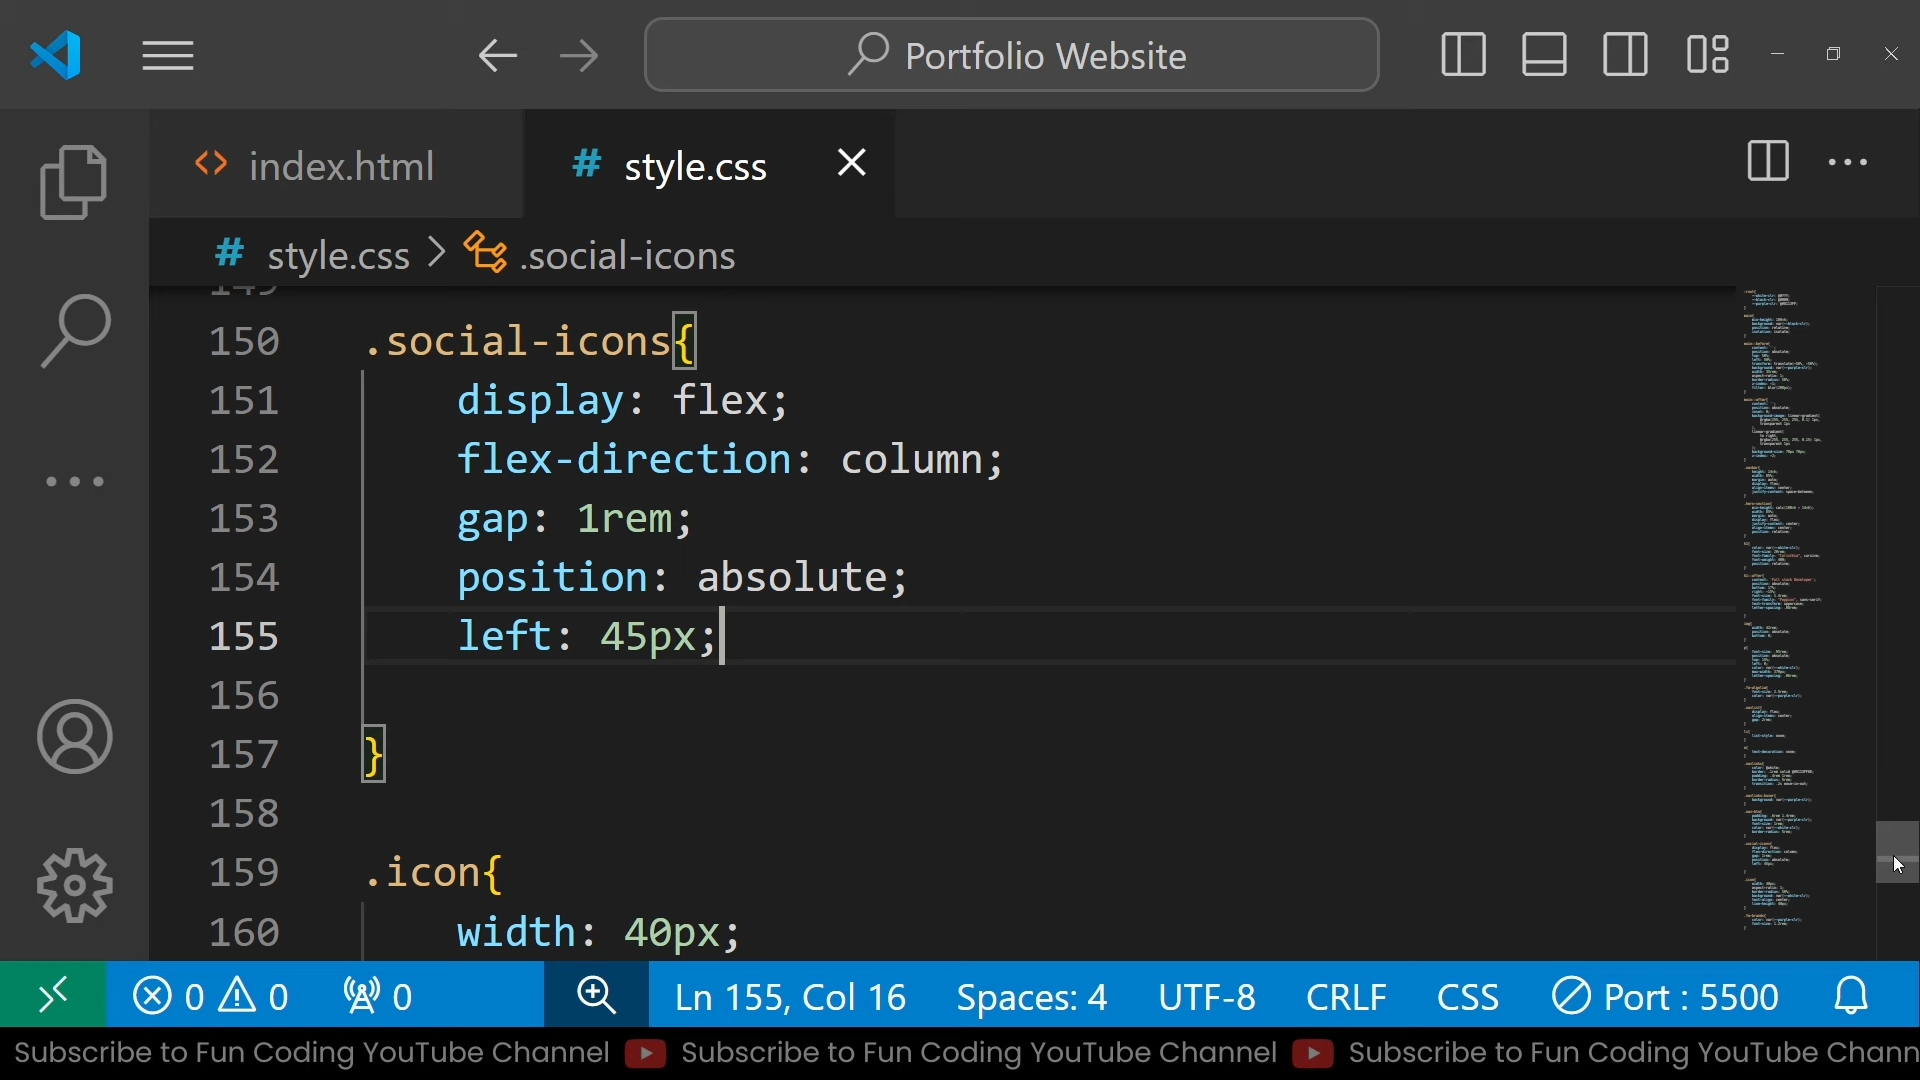 Portfolio Website
<> index.html
# style.css
# style.css > .social-icons
149
150 .social-icons{
151 display: flex;
152 flex-direction: column;
153 gap: 1rem;
154 position: absolute;
155 left: 45px;
156
157 }
158
159 .icon{
160 width: 40px;
0 0 0 Ln 155, Col 16 Spaces: 4 UTF-8 CRLF CSS Port : 5500
Subscribe to Fun Coding YouTube Channel Subscribe to Fun Coding YouTube Channel Subscribe to Fun Coding YouTube Chann